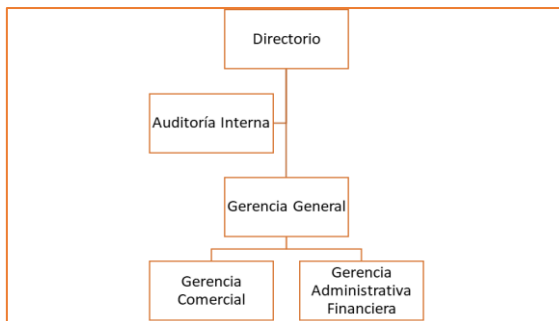 Directorio
Auditoría Interna
Gerencia General
Gerencia
Comercial
Gerencia
Administrativa
Financiera